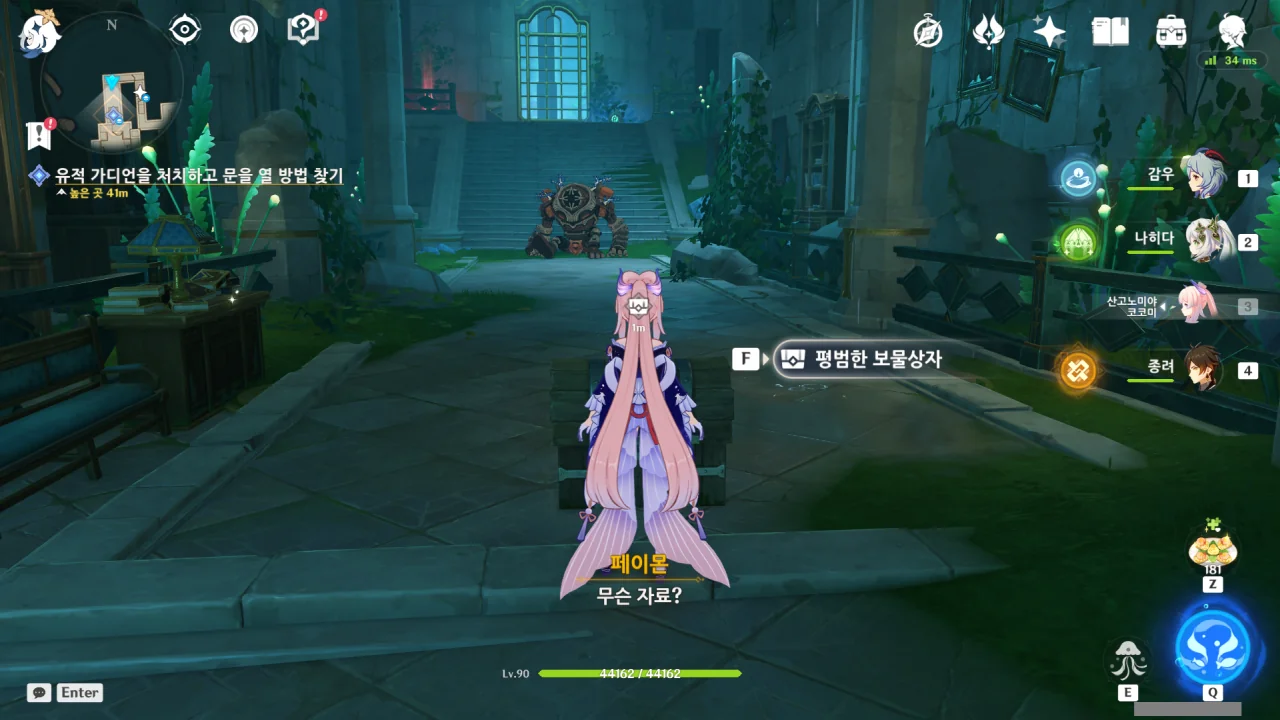 N
34 ms
유적 가디언을 처치하고 문을 열 방법 찾기
높은 곳 41m
감우
1
나히다
2
산고노미야
코코미
3
종려
4
1m
F
평범한 보물상자
페이몬
무슨 자료?
181
Z
Lv.90
44162 / 44162
E
Q
Enter